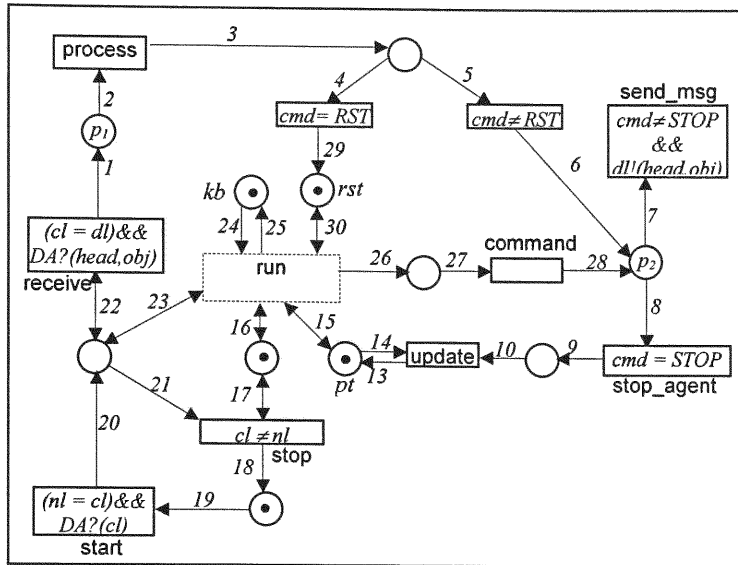 3
process
4
5
send_msg
2
cmd= RST
cmd≠RST
cmd≠STOP
&&
dl!(head,obj)
p1
29
6
1
kb
rst
24
25
30
7
(cl = dl)&&
DA?(head,obj)
receive
command
run
26
27
28
p2
22
23
8
16
15
14
update
10
9
cmd = STOP
stop_agent
13
pt
21
17
20
cl ≠nl
stop
18
(nl = cl)&&
DA?(cl)
start
19